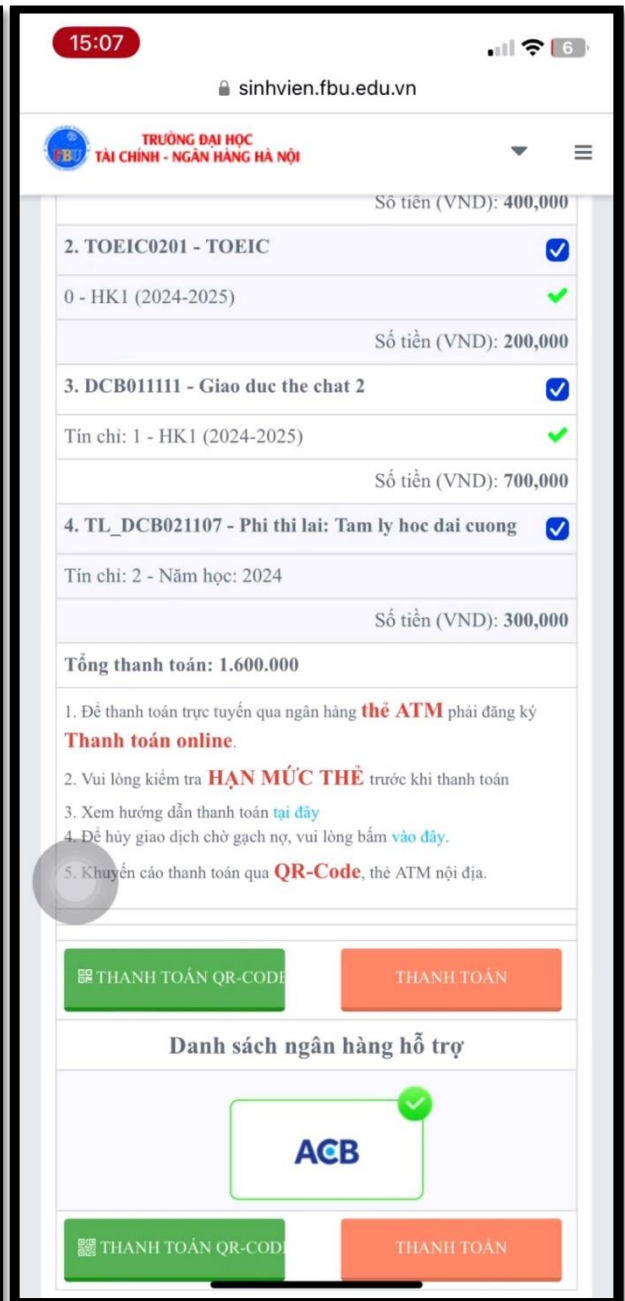 15:07
6
sinhvien.fbu.edu.vn
FBU
TRƯỜNG ĐẠI HỌC
TÀI CHÍNH - NGÂN HÀNG HÀ NỘI
Số tiền (VND): 400,000
2. TOEIC0201 - TOEIC
0 - HK1 (2024-2025)
Số tiền (VND): 200,000
3. DCB011111 - Giao duc the chat 2
Tín chỉ: 1 - HK1 (2024-2025)
Số tiền (VND): 700,000
4. TL_DCB021107 - Phi thi lai: Tam ly hoc dai cuong
Tín chỉ: 2 - Năm học: 2024
Số tiền (VND): 300,000
Tổng thanh toán: 1.600.000
1. Để thanh toán trực tuyến qua ngân hàng thẻ ATM phải đăng ký
Thanh toán online.
2. Vui lòng kiểm tra HẠN MỨC THẺ trước khi thanh toán
3. Xem hướng dẫn thanh toán tại đây
4. Để hủy giao dịch chờ gạch nợ, vui lòng bấm vào đây.
5. Khuyến cáo thanh toán qua QR-Code, thẻ ATM nội địa.
THANH TOÁN QR-CODE THANH TOÁN
Danh sách ngân hàng hỗ trợ
ACB
THANH TOÁN QR-COD THANH TOÁN